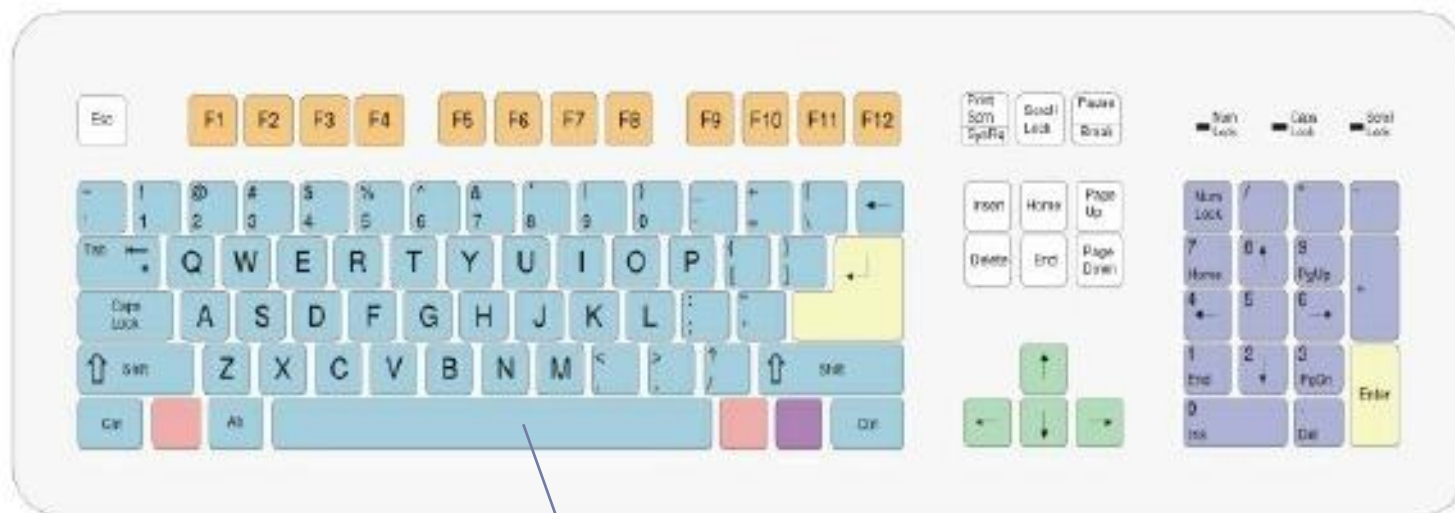 Esc F1 F2 F3 F4 F5 F6 F7 F8 F9 F10 F11 F12
Print Scrn SysRq
Scroll Lock
Pause Break
Num Lock
Caps Lock
Scroll Lock
! @ # $ % ^ &
1 2 3 4 5 6 7 8 9 0 - = \ ←
Insert Home Page Up
Num Lock /
Tab Q W E R T Y U I O P { [ ] ↵
Delete End Page Down
7 Home 8 9 PgUp
Caps Lock A S D F G H J K L : ;
4 ← 5 6 →
Shift Z X C V B N M < > ? / Shift
↑
1 End 2 3 PgDn Enter
Ctrl Alt Ctrl
← ↓ →
0 Ins . Del